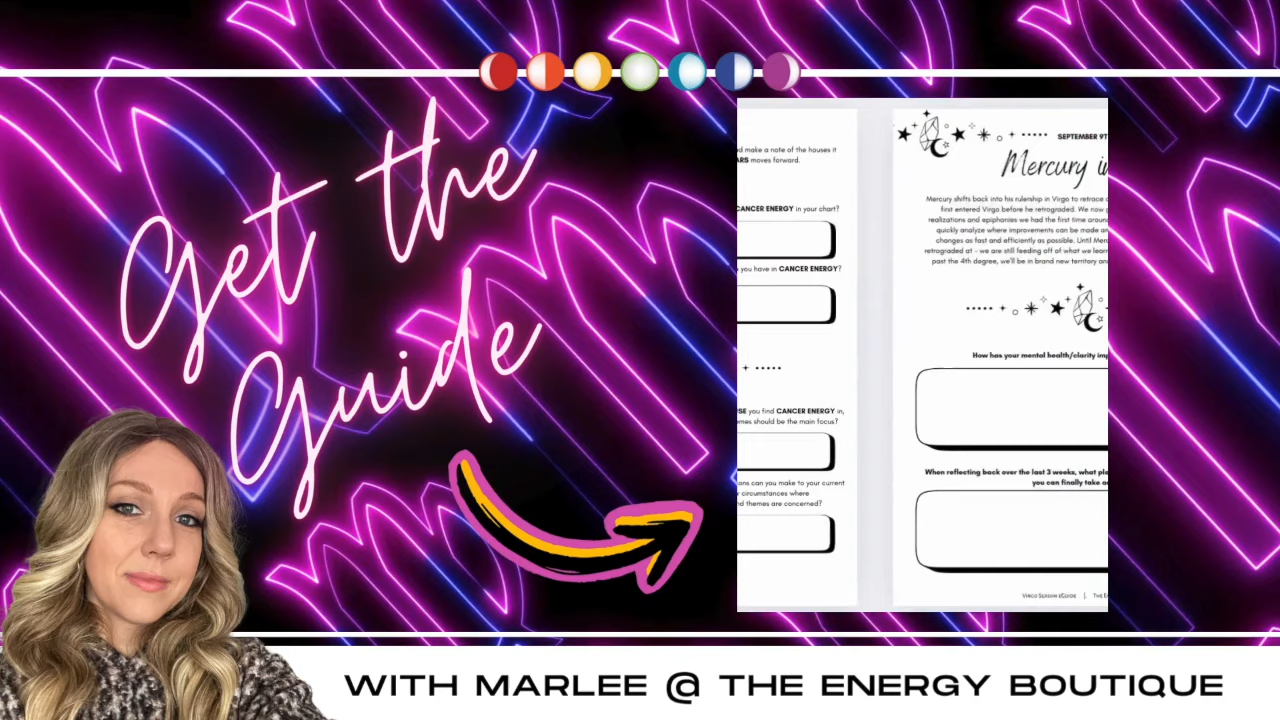 Get the
Guide
d make a note of the houses it
ARS moves forward.
CANCER ENERGY in your chart?
you have in CANCER ENERGY?
SE you find CANCER ENERGY in,
emes should be the main focus?
ons can you make to your current
r circumstances where
nd themes are concerned?
SEPTEMBER 9T
Mercury i
Mercury shifts back into his rulership in Virgo to retrace
first entered Virgo before he retrograded. We now
realizations and epiphonies we had the first time aroun
quickly analyze where improvements can be made a
changes as fast and efficiently as possible. Until Mer
retrograded at - we are still feeding off of what we lear
past the 4th degree, we'll be in brand new territory an
How has your mental health/clarity im
When reflecting back over the last 3 weeks, what pl
you can finally take a
Virgo Season eGuide | The E
WITH MARLEE @ THE ENERGY BOUTIQUE